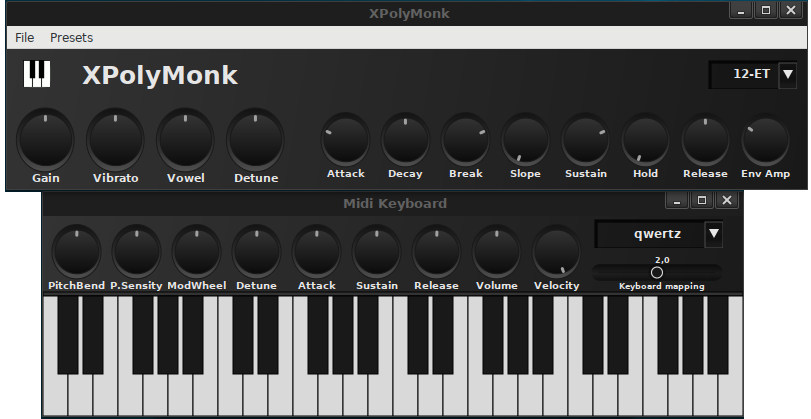 XPolyMonk
File Presets
XPolyMonk
12-ET
Gain Vibrato Vowel Detune Attack Decay Break Slope Sustain Hold Release Env Amp
Midi Keyboard
qwertz
2,0
PitchBend P.Sensity ModWheel Detune Attack Sustain Release Volume Velocity Keyboard mapping